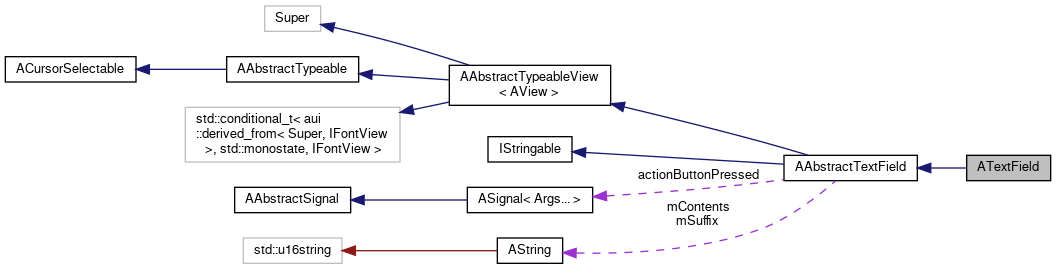 Super
ACursorSelectable
AAbstractTypeable
AAbstractTypeableView
< AView >
std::conditional_t< aui
::derived_from< Super, IFontView
>, std::monostate, IFontView >
IStringable
AAbstractTextField
ATextField
actionButtonPressed
AAbstractSignal
ASignal< Args... >
mContents
mSuffix
std::u16string
AString